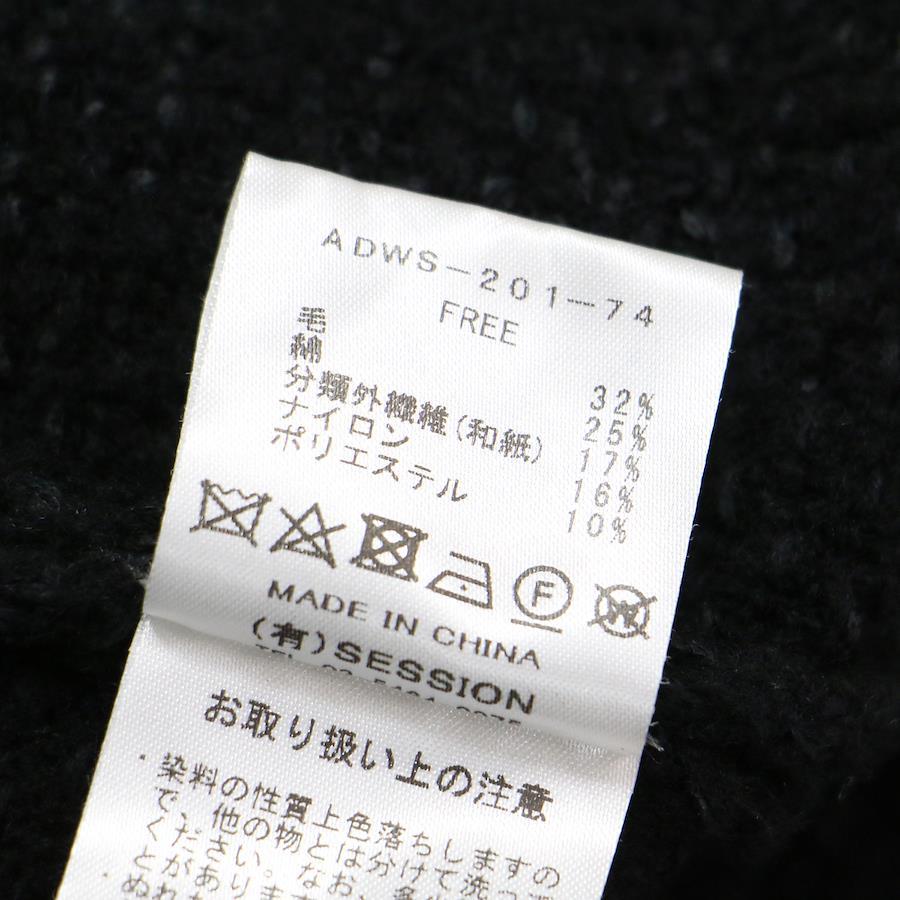 ADWS-201-74
FREE
毛 32%
綿 25%
分類外繊維(和紙) 17%
ナイロン 16%
ポリエステル 10%
F
W
MADE IN CHINA
(有)SESSION
お取り扱い上の注意
・染料の性質上色落ちしますの
で、他の物とは分けて洗っ
ください。なお、多少
とがあります
ぬれ